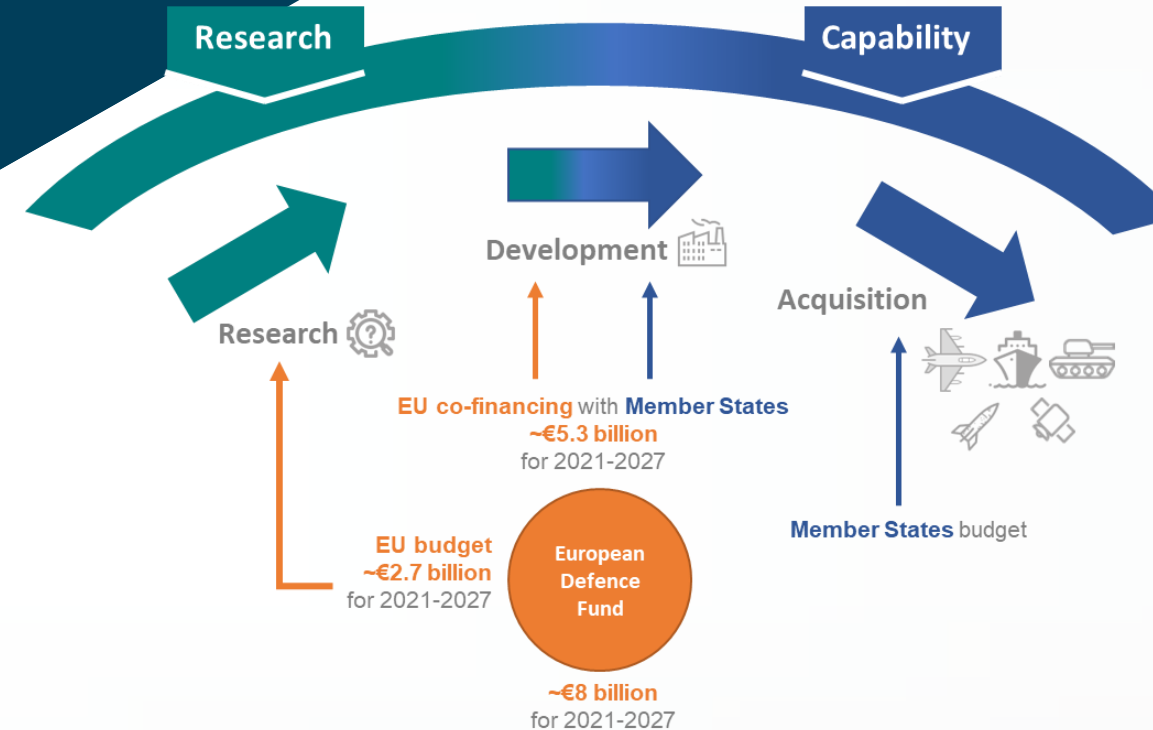 Research
Capability
Development
Acquisition
Research
?
EU co-financing with Member States
~€5.3 billion
for 2021-2027
Member States budget
EU budget
~€2.7 billion
for 2021-2027
European
Defence
Fund
~€8 billion
for 2021-2027